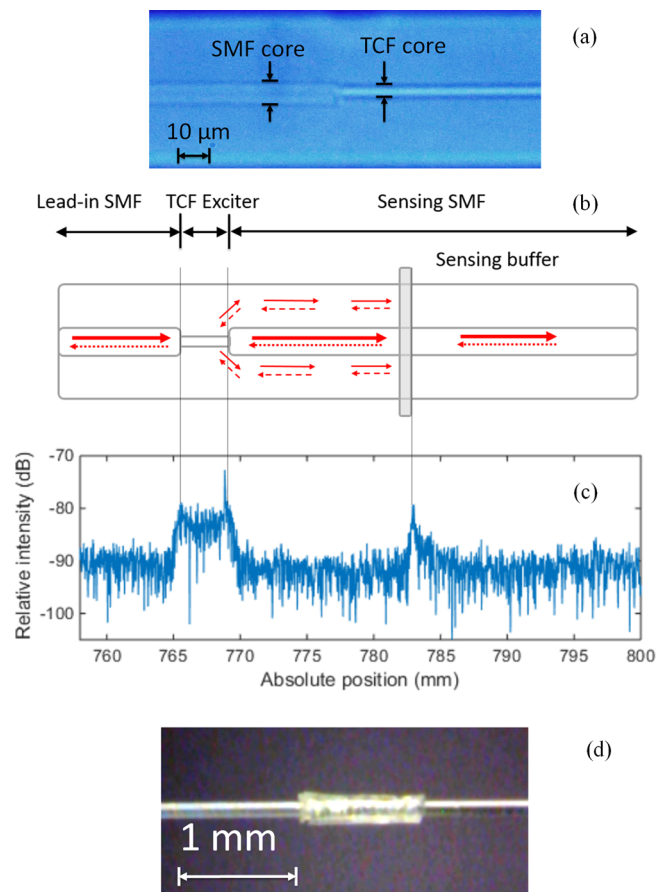 (a)
SMF core
TCF core
10 μm
(b)
Lead-in SMF
TCF Exciter
Sensing SMF
Sensing buffer
(c)
Relative intensity (dB)
-70
-80
-90
-100
760
765
770
775
780
785
790
795
800
Absolute position (mm)
(d)
1 mm